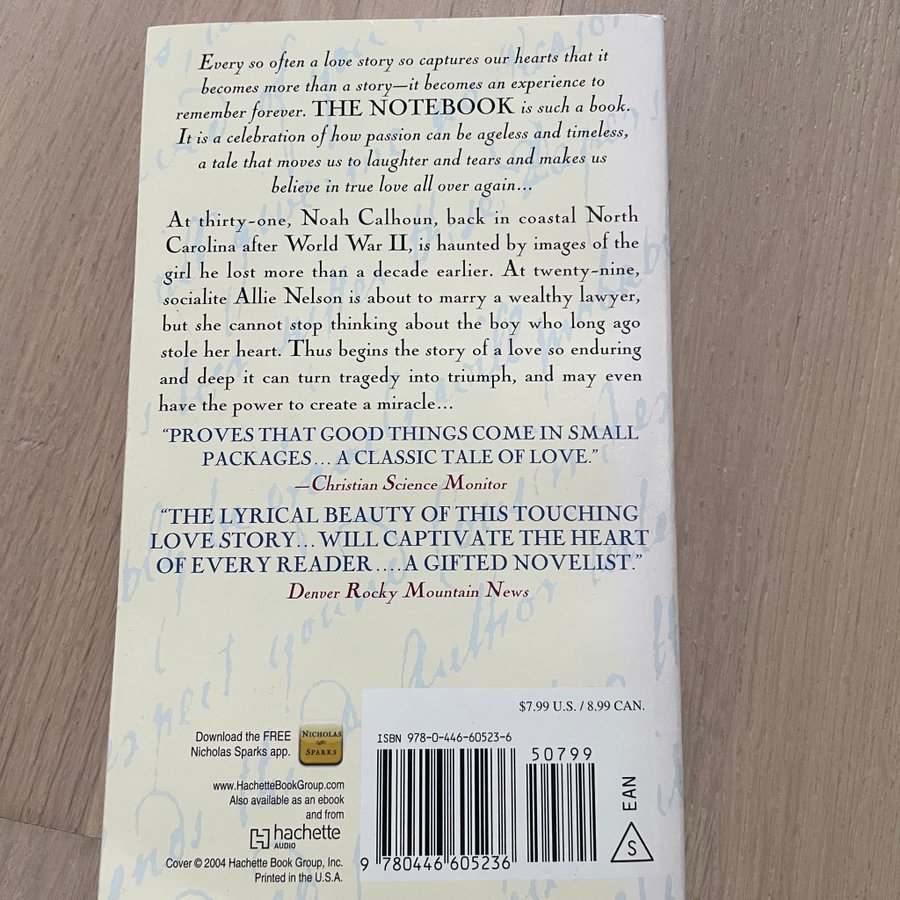 Every so often a love story so captures our hearts that it
becomes more than a story—it becomes an experience to
remember forever. THE NOTEBOOK is such a book.
It is a celebration of how passion can be ageless and timeless,
a tale that moves us to laughter and tears and makes us
believe in true love all over again...
At thirty-one, Noah Calhoun, back in coastal North
Carolina after World War II, is haunted by images of the
girl he lost more than a decade earlier. At twenty-nine,
socialite Allie Nelson is about to marry a wealthy lawyer,
but she cannot stop thinking about the boy who long ago
stole her heart. Thus begins the story of a love so enduring
and deep it can turn tragedy into triumph, and may even
have the power to create a miracle...
"PROVES THAT GOOD THINGS COME IN SMALL
PACKAGES... A CLASSIC TALE OF LOVE."
—Christian Science Monitor
"THE LYRICAL BEAUTY OF THIS TOUCHING
LOVE STORY... WILL CAPTIVATE THE HEART
OF EVERY READER....A GIFTED NOVELIST."
Denver Rocky Mountain News
$7.99 U.S. / 8.99 CAN.
Download the FREE
Nicholas Sparks app.
NICHOLAS
SPARKS
ISBN 978-0-446-60523-6
50799
EAN
S
9 780446 605236
www.HachetteBookGroup.com
Also available as an ebook
and from
hachette
AUDIO
Cover © 2004 Hachette Book Group, Inc.
Printed in the U.S.A.